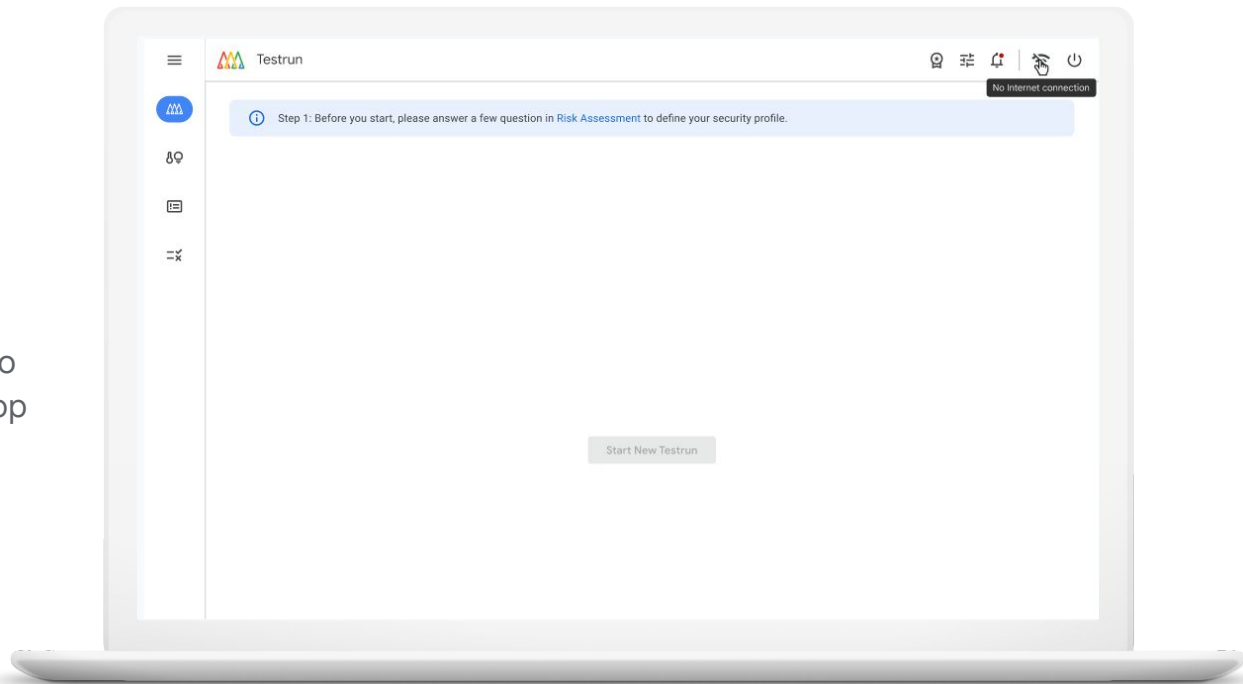 Testrun
No Internet connection
Step 1: Before you start, please answer a few question in Risk Assessment to define your security profile.
Start New Testrun